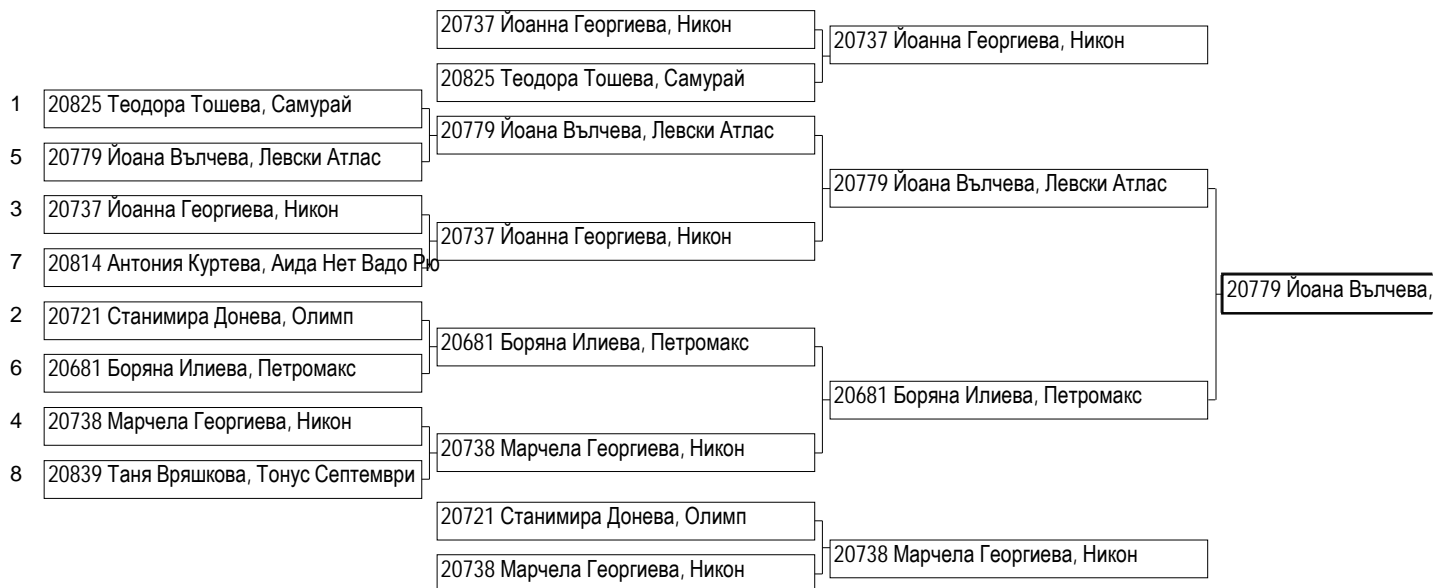 20737 Йоанна Георгиева, Никон
20737 Йоанна Георгиева, Никон
20825 Теодора Тошева, Самурай
1 20825 Теодора Тошева, Самурай
20779 Йоана Вълчева, Левски Атлас
5 20779 Йоана Вълчева, Левски Атлас
20779 Йоана Вълчева, Левски Атлас
3 20737 Йоанна Георгиева, Никон
20737 Йоанна Георгиева, Никон
7 20814 Антония Куртева, Аида Нет Вадо Рю
20779 Йоана Вълчева,
2 20721 Станимира Донева, Олимп
20681 Боряна Илиева, Петромакс
6 20681 Боряна Илиева, Петромакс
20681 Боряна Илиева, Петромакс
4 20738 Марчела Георгиева, Никон
20738 Марчела Георгиева, Никон
8 20839 Таня Вряшкова, Тонус Септември
20721 Станимира Донева, Олимп
20738 Марчела Георгиева, Никон
20738 Марчела Георгиева, Никон